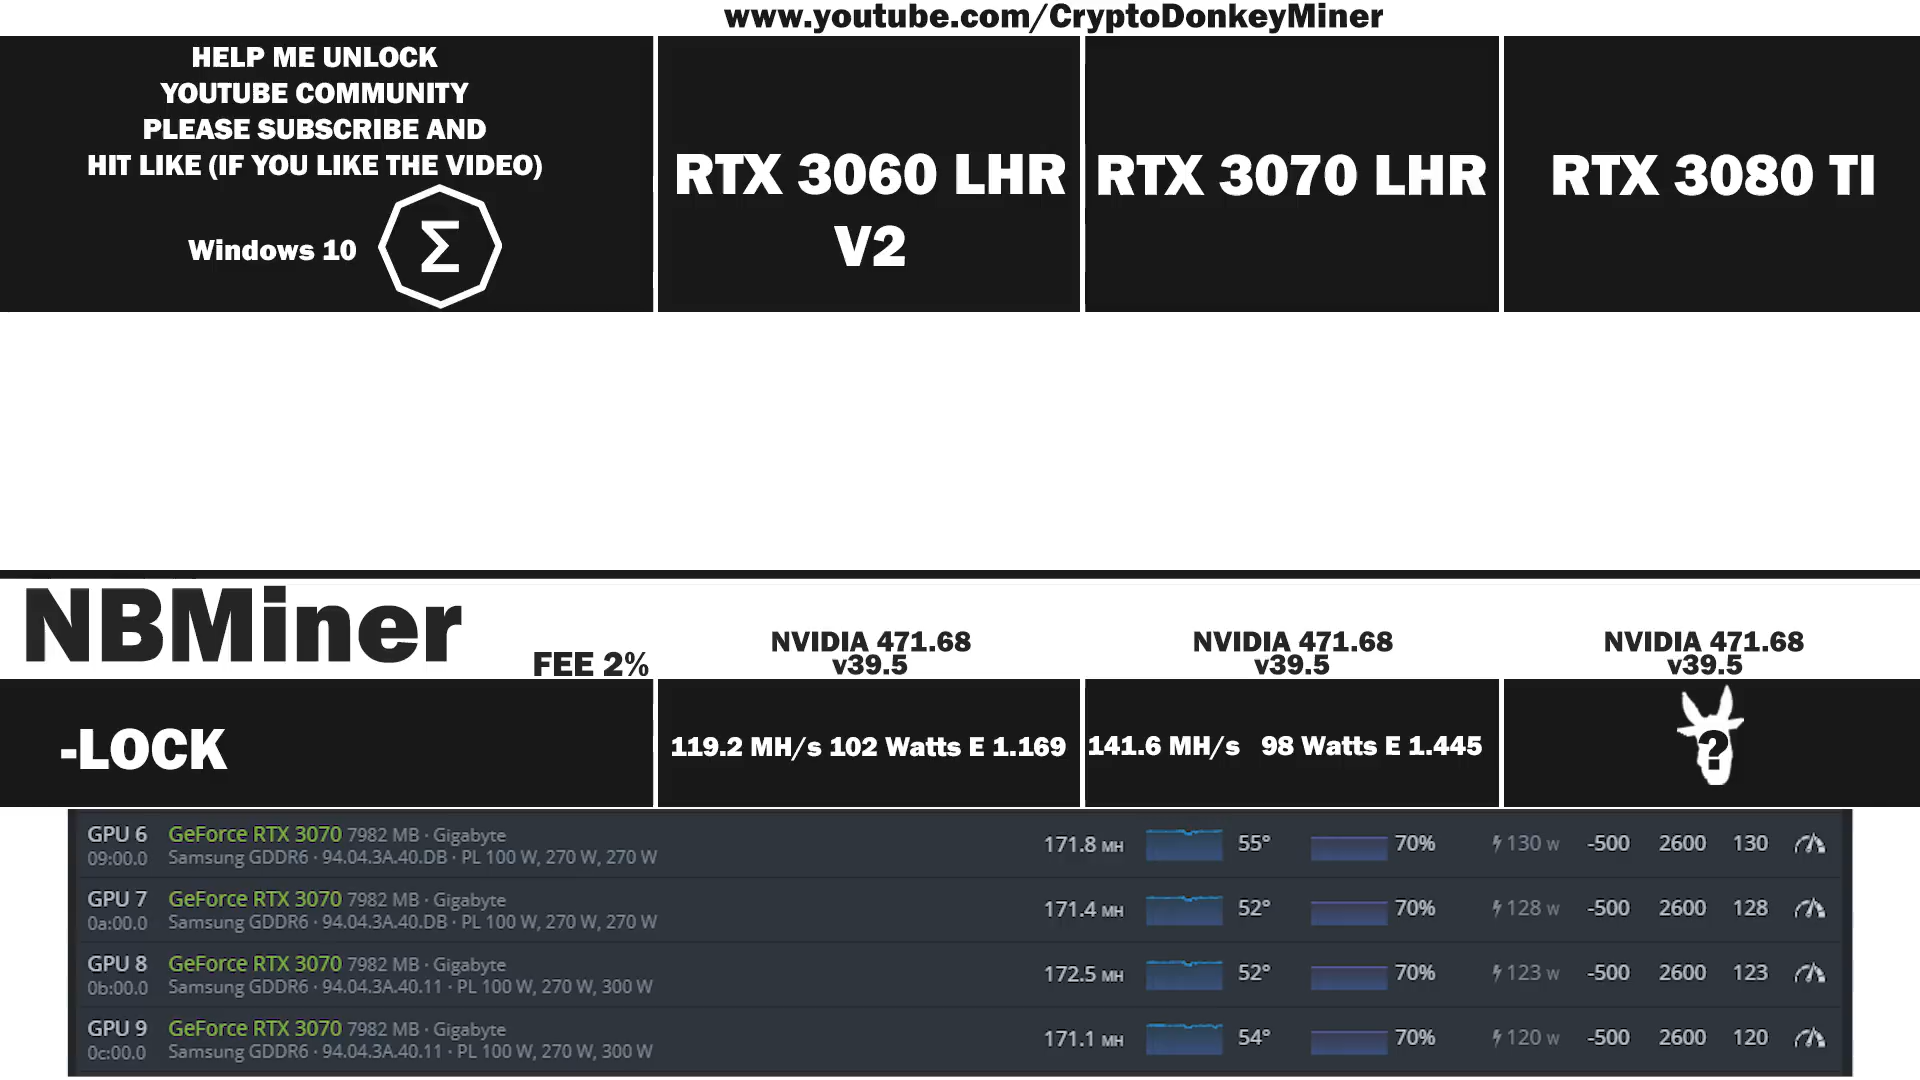 www.youtube.com/CryptoDonkeyMiner
HELP ME UNLOCK
YOUTUBE COMMUNITY
PLEASE SUBSCRIBE AND
HIT LIKE (IF YOU LIKE THE VIDEO)
Windows 10 Σ
RTX 3060 LHR
V2
RTX 3070 LHR
RTX 3080 TI
NBMiner
FEE 2%
NVIDIA 471.68
v39.5
NVIDIA 471.68
v39.5
NVIDIA 471.68
v39.5
-LOCK
119.2 MH/s 102 Watts E 1.169
141.6 MH/s 98 Watts E 1.445
?
GPU 6 GeForce RTX 3070 7982 MB · Gigabyte
09:00.0 Samsung GDDR6 · 94.04.3A.40.DB · PL 100 W, 270 W, 270 W
171.8 MH 55° 70% 130 W -500 2600 130
GPU 7 GeForce RTX 3070 7982 MB · Gigabyte
0a:00.0 Samsung GDDR6 · 94.04.3A.40.DB · PL 100 W, 270 W, 270 W
171.4 MH 52° 70% 128 W -500 2600 128
GPU 8 GeForce RTX 3070 7982 MB · Gigabyte
0b:00.0 Samsung GDDR6 · 94.04.3A.40.11 · PL 100 W, 270 W, 300 W
172.5 MH 52° 70% 123 W -500 2600 123
GPU 9 GeForce RTX 3070 7982 MB · Gigabyte
0c:00.0 Samsung GDDR6 · 94.04.3A.40.11 · PL 100 W, 270 W, 300 W
171.1 MH 54° 70% 120 W -500 2600 120